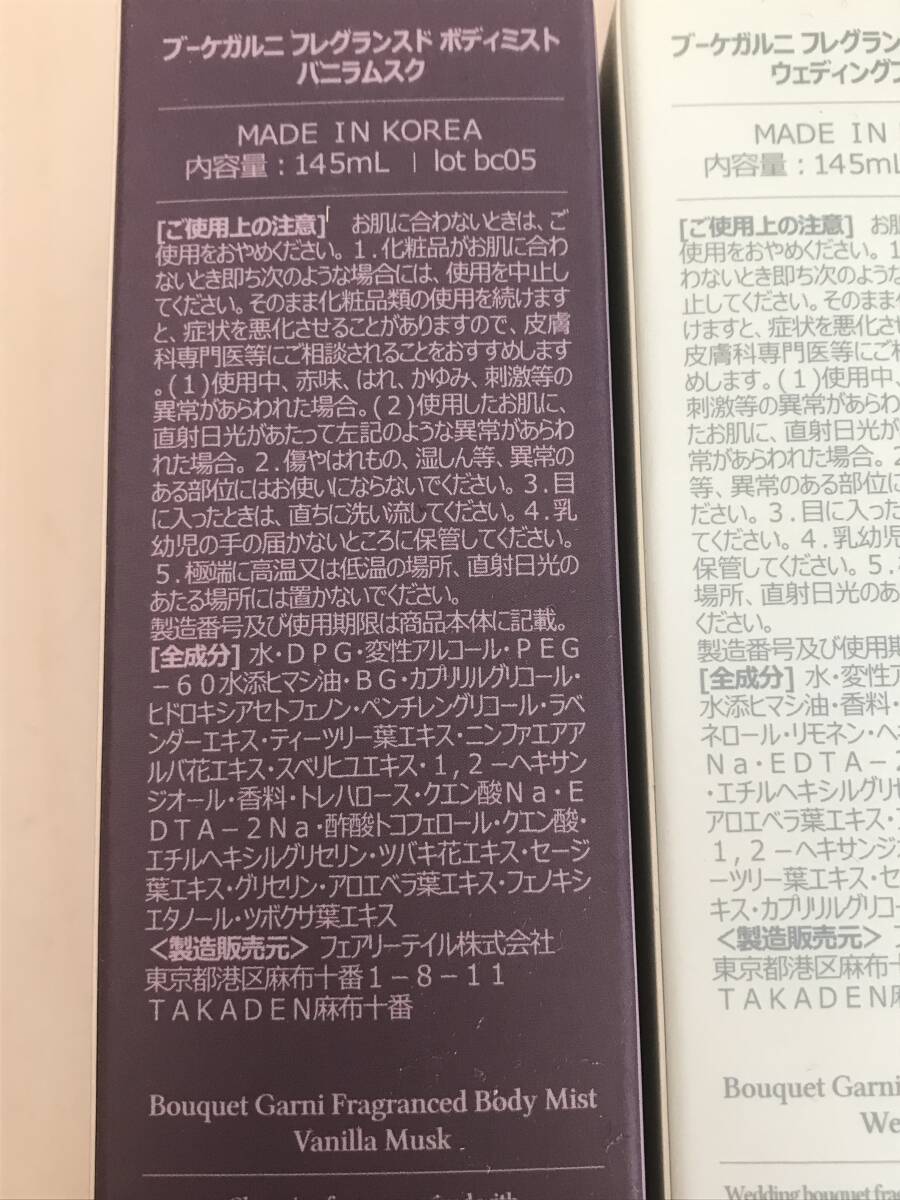 ブーケガルニ フレグランスド ボディミスト
バニラムスク
MADE IN KOREA
内容量：145mL | lot bc05
[ご使用上の注意] お肌に合わないときは、ご
使用をおやめください。1.化粧品がお肌に合わ
ないとき即ち次のような場合には、使用を中止し
てください。そのまま化粧品類の使用を続けます
と、症状を悪化させることがありますので、皮膚
科専門医等にご相談されることをおすすめします
。(1)使用中、赤味、はれ、かゆみ、刺激等の
異常があらわれた場合。(2)使用したお肌に、
直射日光があたって左記のような異常があらわ
れた場合。2.傷やはれもの、湿しん等、異常の
ある部位にはお使いにならないでください。3.目
に入ったときは、直ちに洗い流してください。4.乳
幼児の手の届かないところに保管してください。
5.極端に高温又は低温の場所、直射日光の
あたる場所には置かないでください。
製造番号及び使用期限は商品本体に記載。
[全成分] 水・DPG・変性アルコール・PEG
－60水添ヒマシ油・BG・カプリリルグリコール・
ヒドロキシアセトフェノン・ペンチレングリコール・ラベ
ンダーエキス・ティーツリー葉エキス・ニンファエアア
ルバ花エキス・スベリヒユエキス・1,2－ヘキサン
ジオール・香料・トレハロース・クエン酸Na・E
DTA－2Na・酢酸トコフェロール・クエン酸・
エチルヘキシルグリセリン・ツバキ花エキス・セージ
葉エキス・グリセリン・アロエベラ葉エキス・フェノキシ
エタノール・ツボクサ葉エキス
＜製造販売元＞ フェアリーテイル株式会社
東京都港区麻布十番1－8－11
TAKADEN麻布十番
Bouquet Garni Fragranced Body Mist
Vanilla Musk
ブーケガルニ フレグラン
ウェディングブ
MADE IN
内容量：145mL
[ご使用上の注意] お肌
使用をおやめください。1
わないとき即ち次のような
止してください。そのまま
けますと、症状を悪化させ
皮膚科専門医等にご相
めします。(1)使用中、
刺激等の異常があらわ
たお肌に、直射日光が
常があらわれた場合。2
等、異常のある部位に
ださい。3.目に入った
てください。4.乳幼児
保管してください。5.
場所、直射日光のあ
ください。
製造番号及び使用期
[全成分] 水・変性ア
水添ヒマシ油・香料・
ネロール・リモネン・ヘ
Na・EDTA－2
・エチルヘキシルグリセ
アロエベラ葉エキス・
1,2－ヘキサンジ
ーツリー葉エキス・セ
キス・カプリリルグリコ
＜製造販売元＞
東京都港区麻布十
TAKADEN
Bouquet Garni
We
Wedding bouquet fra